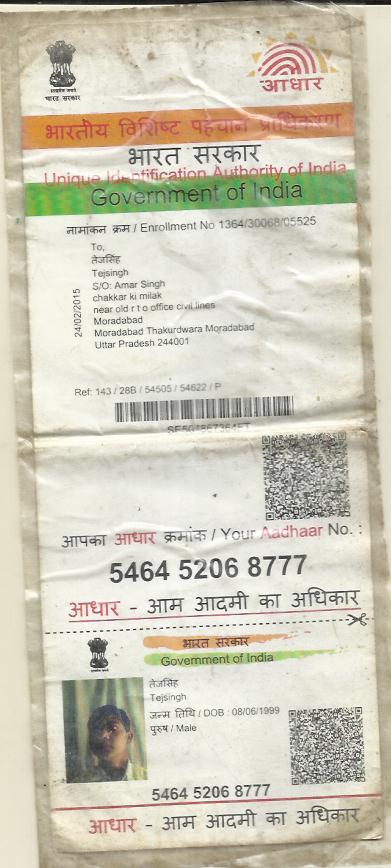 सत्यमेव जयते
भारत सरकार
आधार
भारतीय विशिष्ट पहचान प्राधिकरण
भारत सरकार
Unique Identification Authority of India
Government of India
नामांकन क्रम / Enrollment No 1364/30068/05525
To,
तेजसिंह
Tejsingh
S/O: Amar Singh
chakkar ki milak
near old r t o office civil lines
Moradabad
Moradabad Thakurdwara Moradabad
Uttar Pradesh 244001
24/02/2015
Ref: 143 / 28B / 54505 / 54622 / P
आपका आधार क्रमांक / Your Aadhaar No. :
5464 5206 8777
आधार - आम आदमी का अधिकार
भारत सरकार
Government of India
तेजसिंह
Tejsingh
जन्म तिथि / DOB : 08/06/1999
पुरुष / Male
5464 5206 8777
आधार - आम आदमी का अधिकार